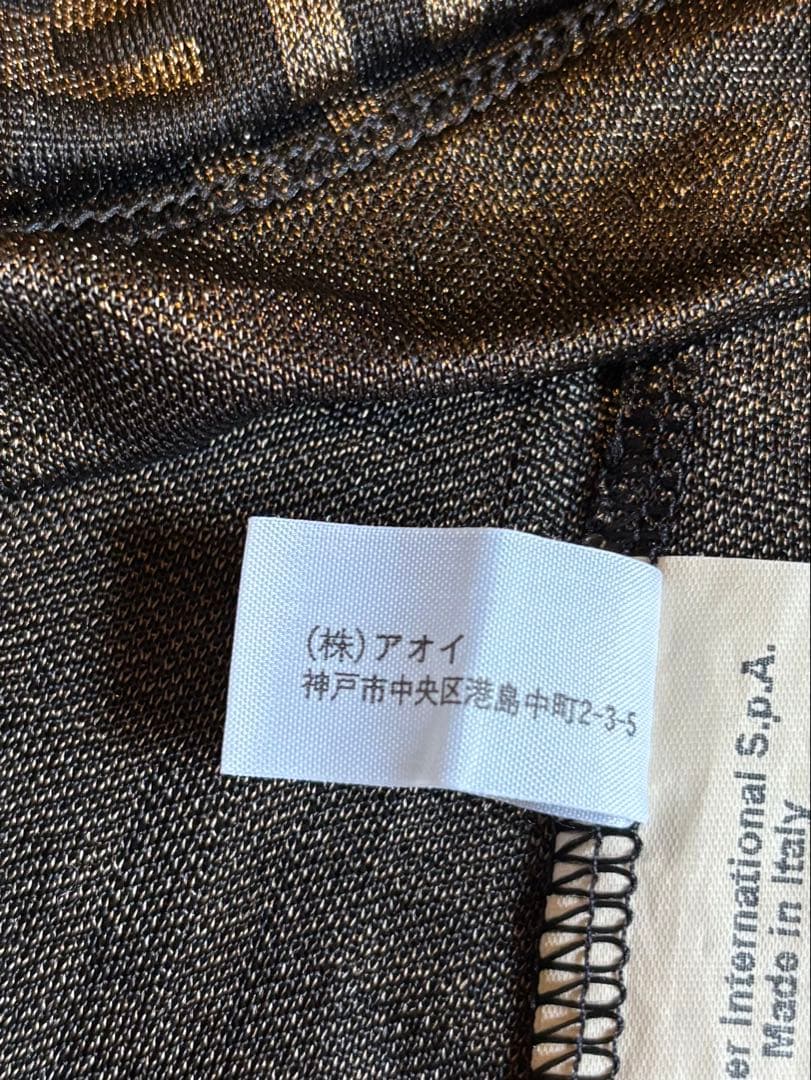 (株)アオイ
神戸市中央区港島中町2-3-5
er International S.p.A.
Made in Italy